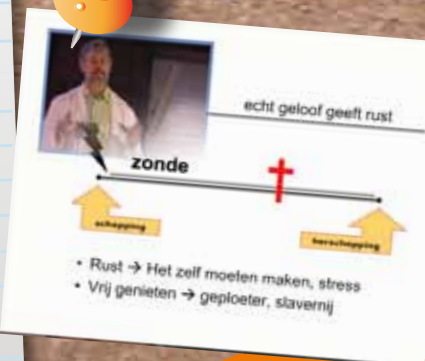 echt geloof geeft rust
zonde
schepping
herschepping
• Rust → Het zelf moeten maken, stress
• Vrij genieten → geploeter, slavernij